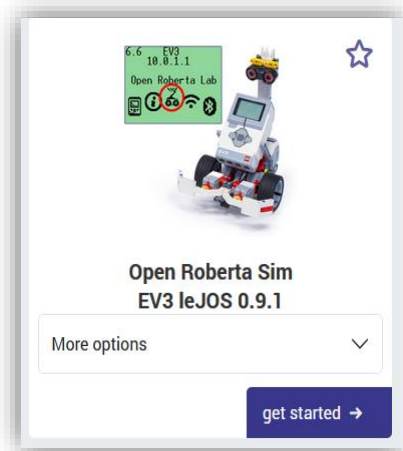 6.6 EV3
10.0.1.1
Open Roberta Lab
Open Roberta Sim
EV3 leJOS 0.9.1
More options
get started →